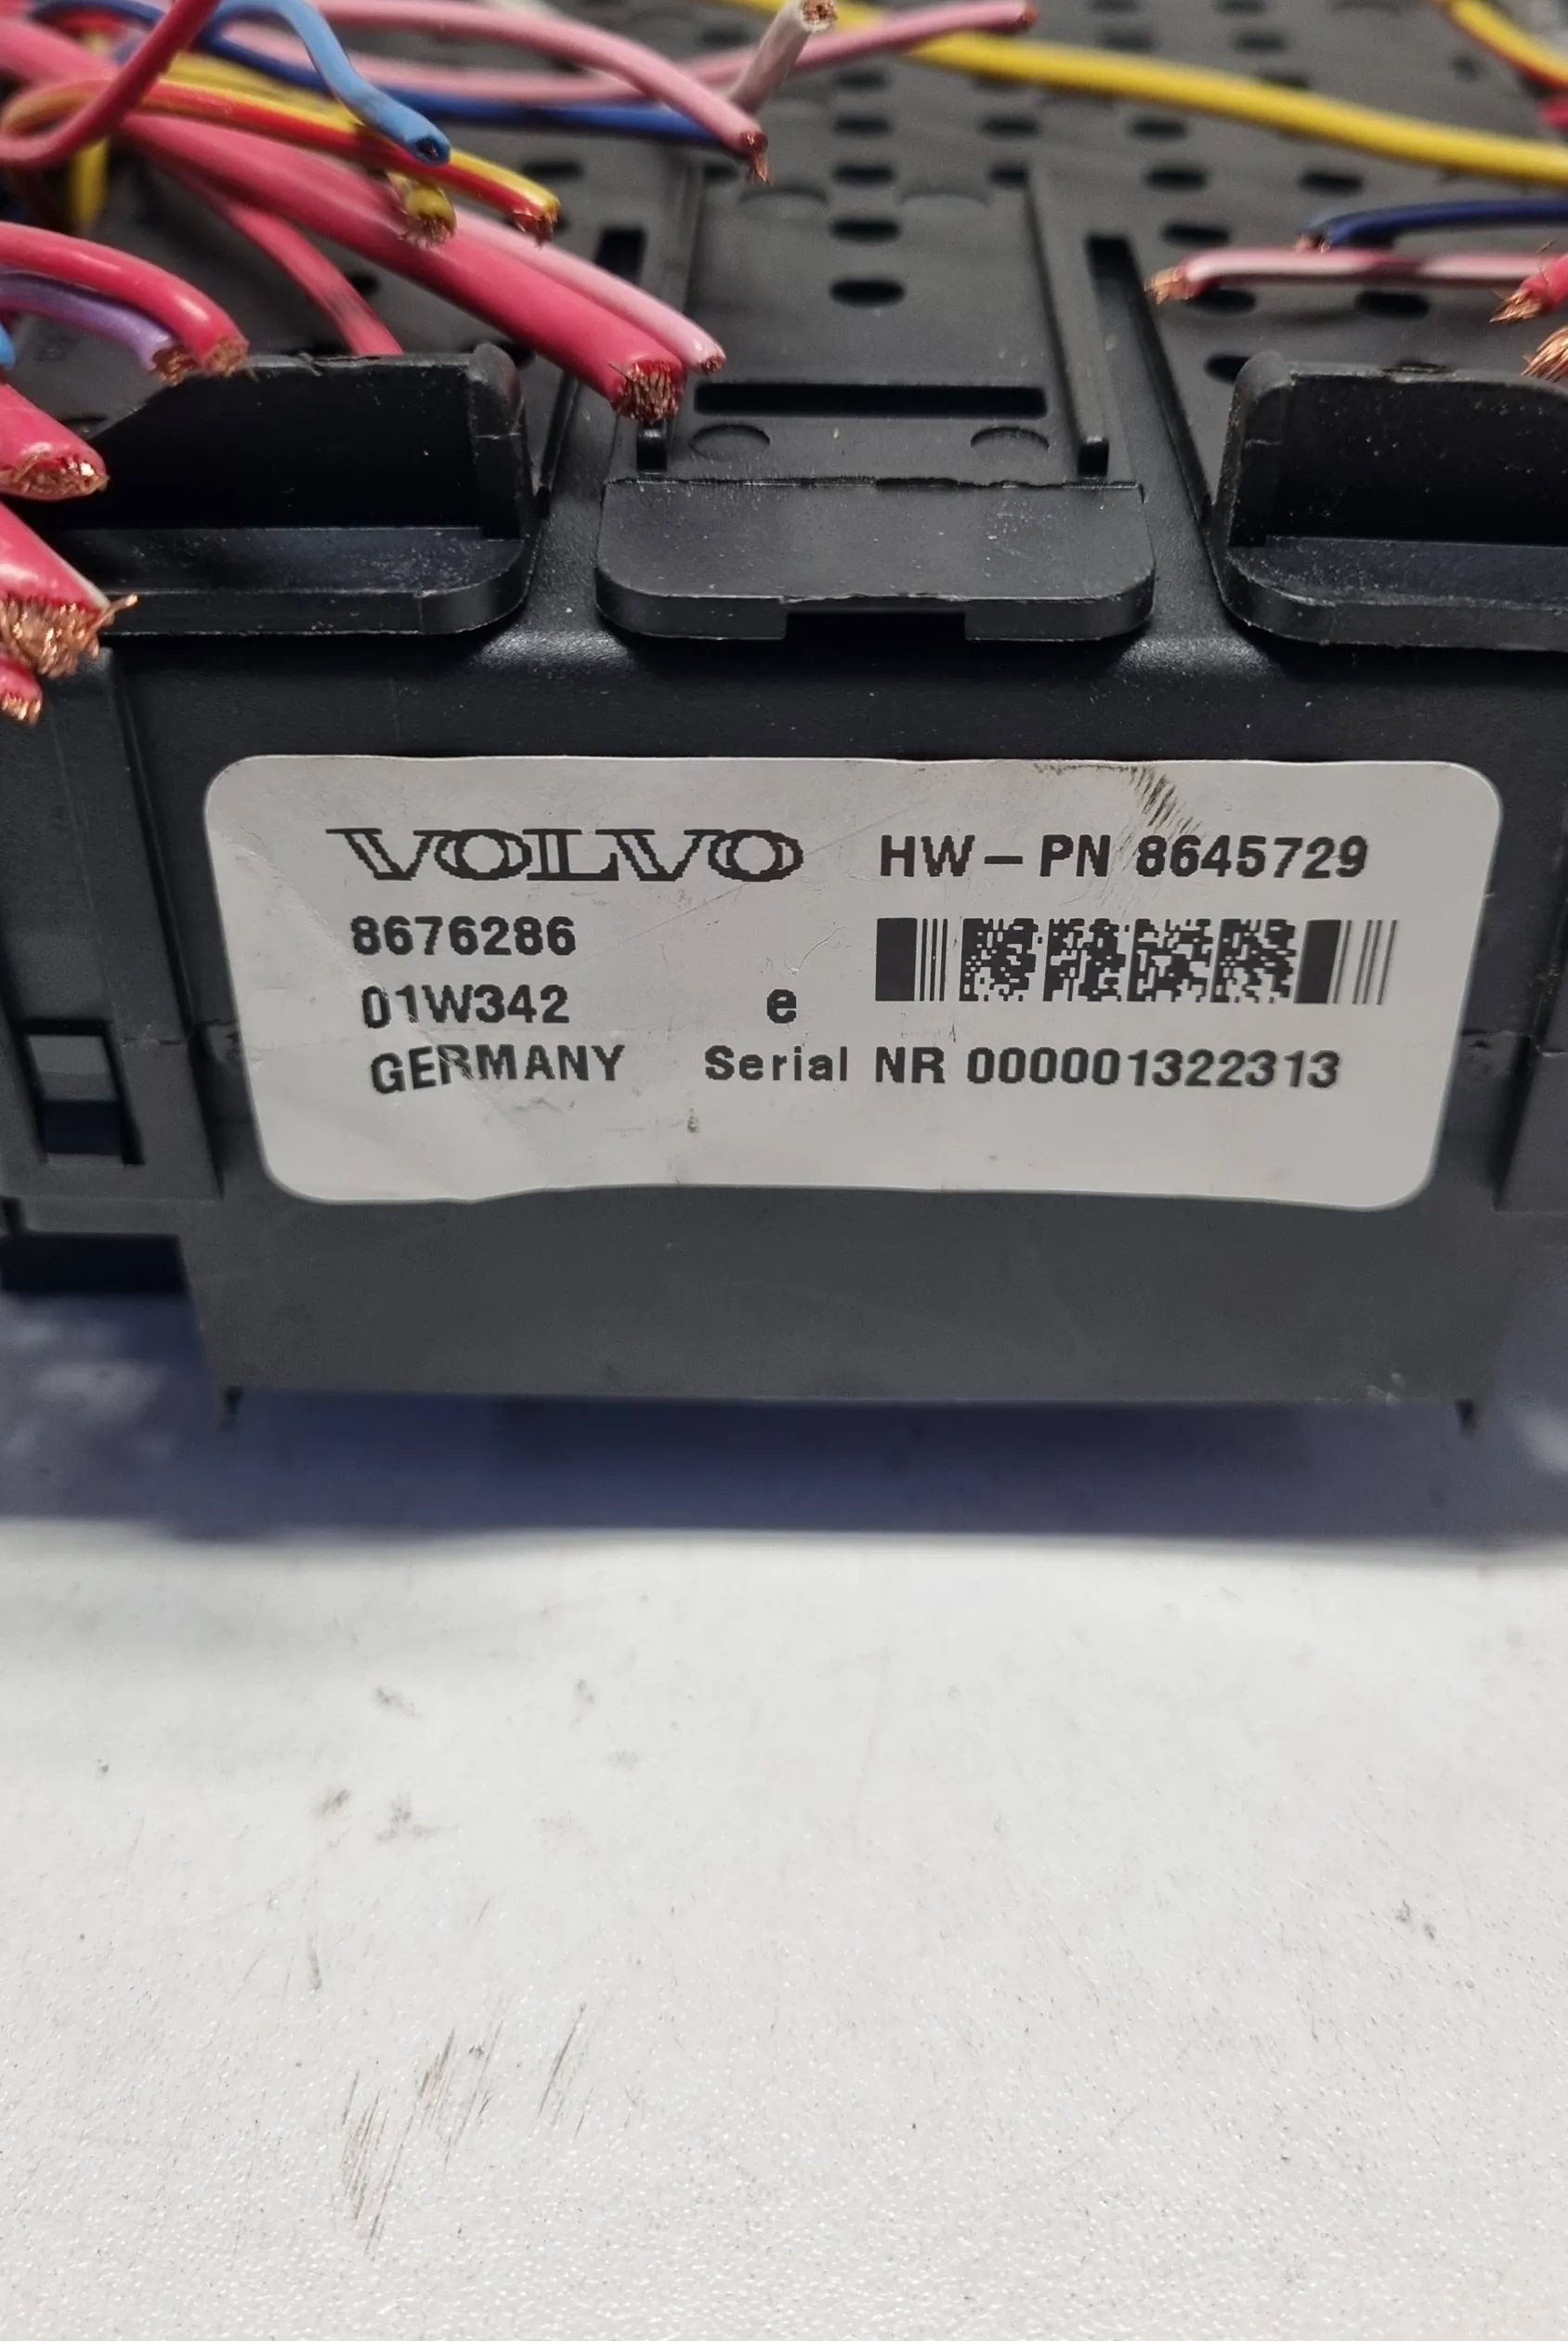 VOLVO HW-PN 8645729
8676286
01W342 e
GERMANY Serial NR 000001322313